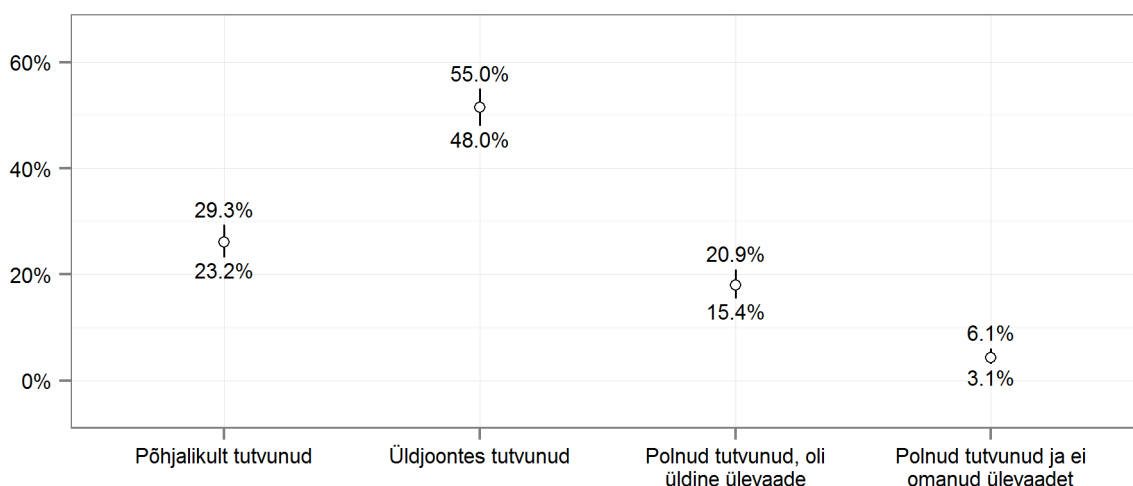 60%
40%
20%
0%
29.3%
23.2%
55.0%
48.0%
20.9%
15.4%
6.1%
3.1%
Põhjalikult tutvunud
Üldjoontes tutvunud
Polnud tutvunud, oli
üldine ülevaade
Polnud tutvunud ja ei
omanud ülevaadet